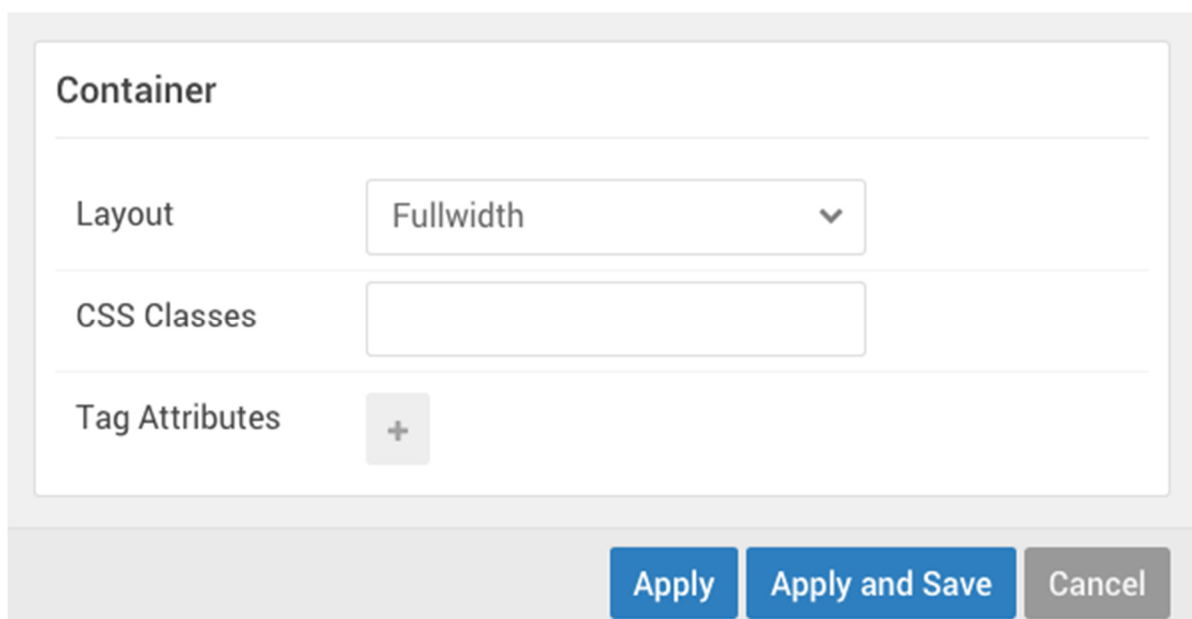 Container
Layout
Fullwidth
CSS Classes
Tag Attributes
+
Apply
Apply and Save
Cancel